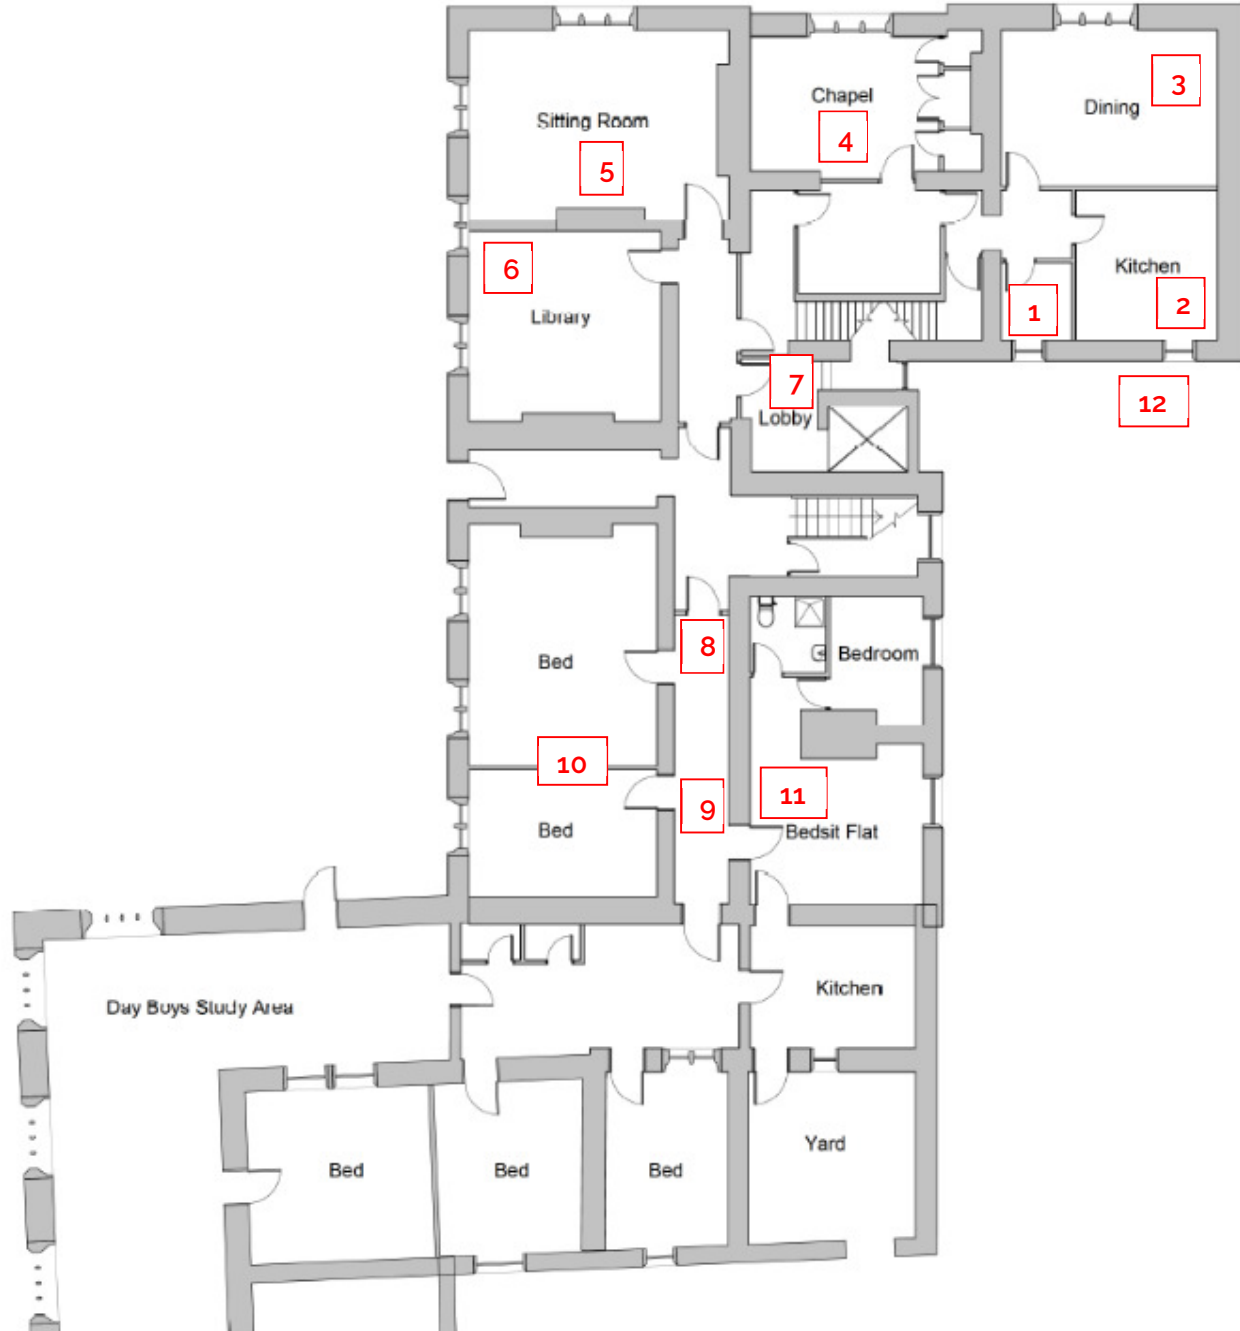 Chapel
3
Dining
Sitting Room
4
5
6
Kitchen
Library
1
2
7
12
Lobby
8
Bed
Bedroom
10
11
9
Bed
Bedsit Flat
Day Boys Study Area
Kitchen
Yard
Bed
Bed
Bed